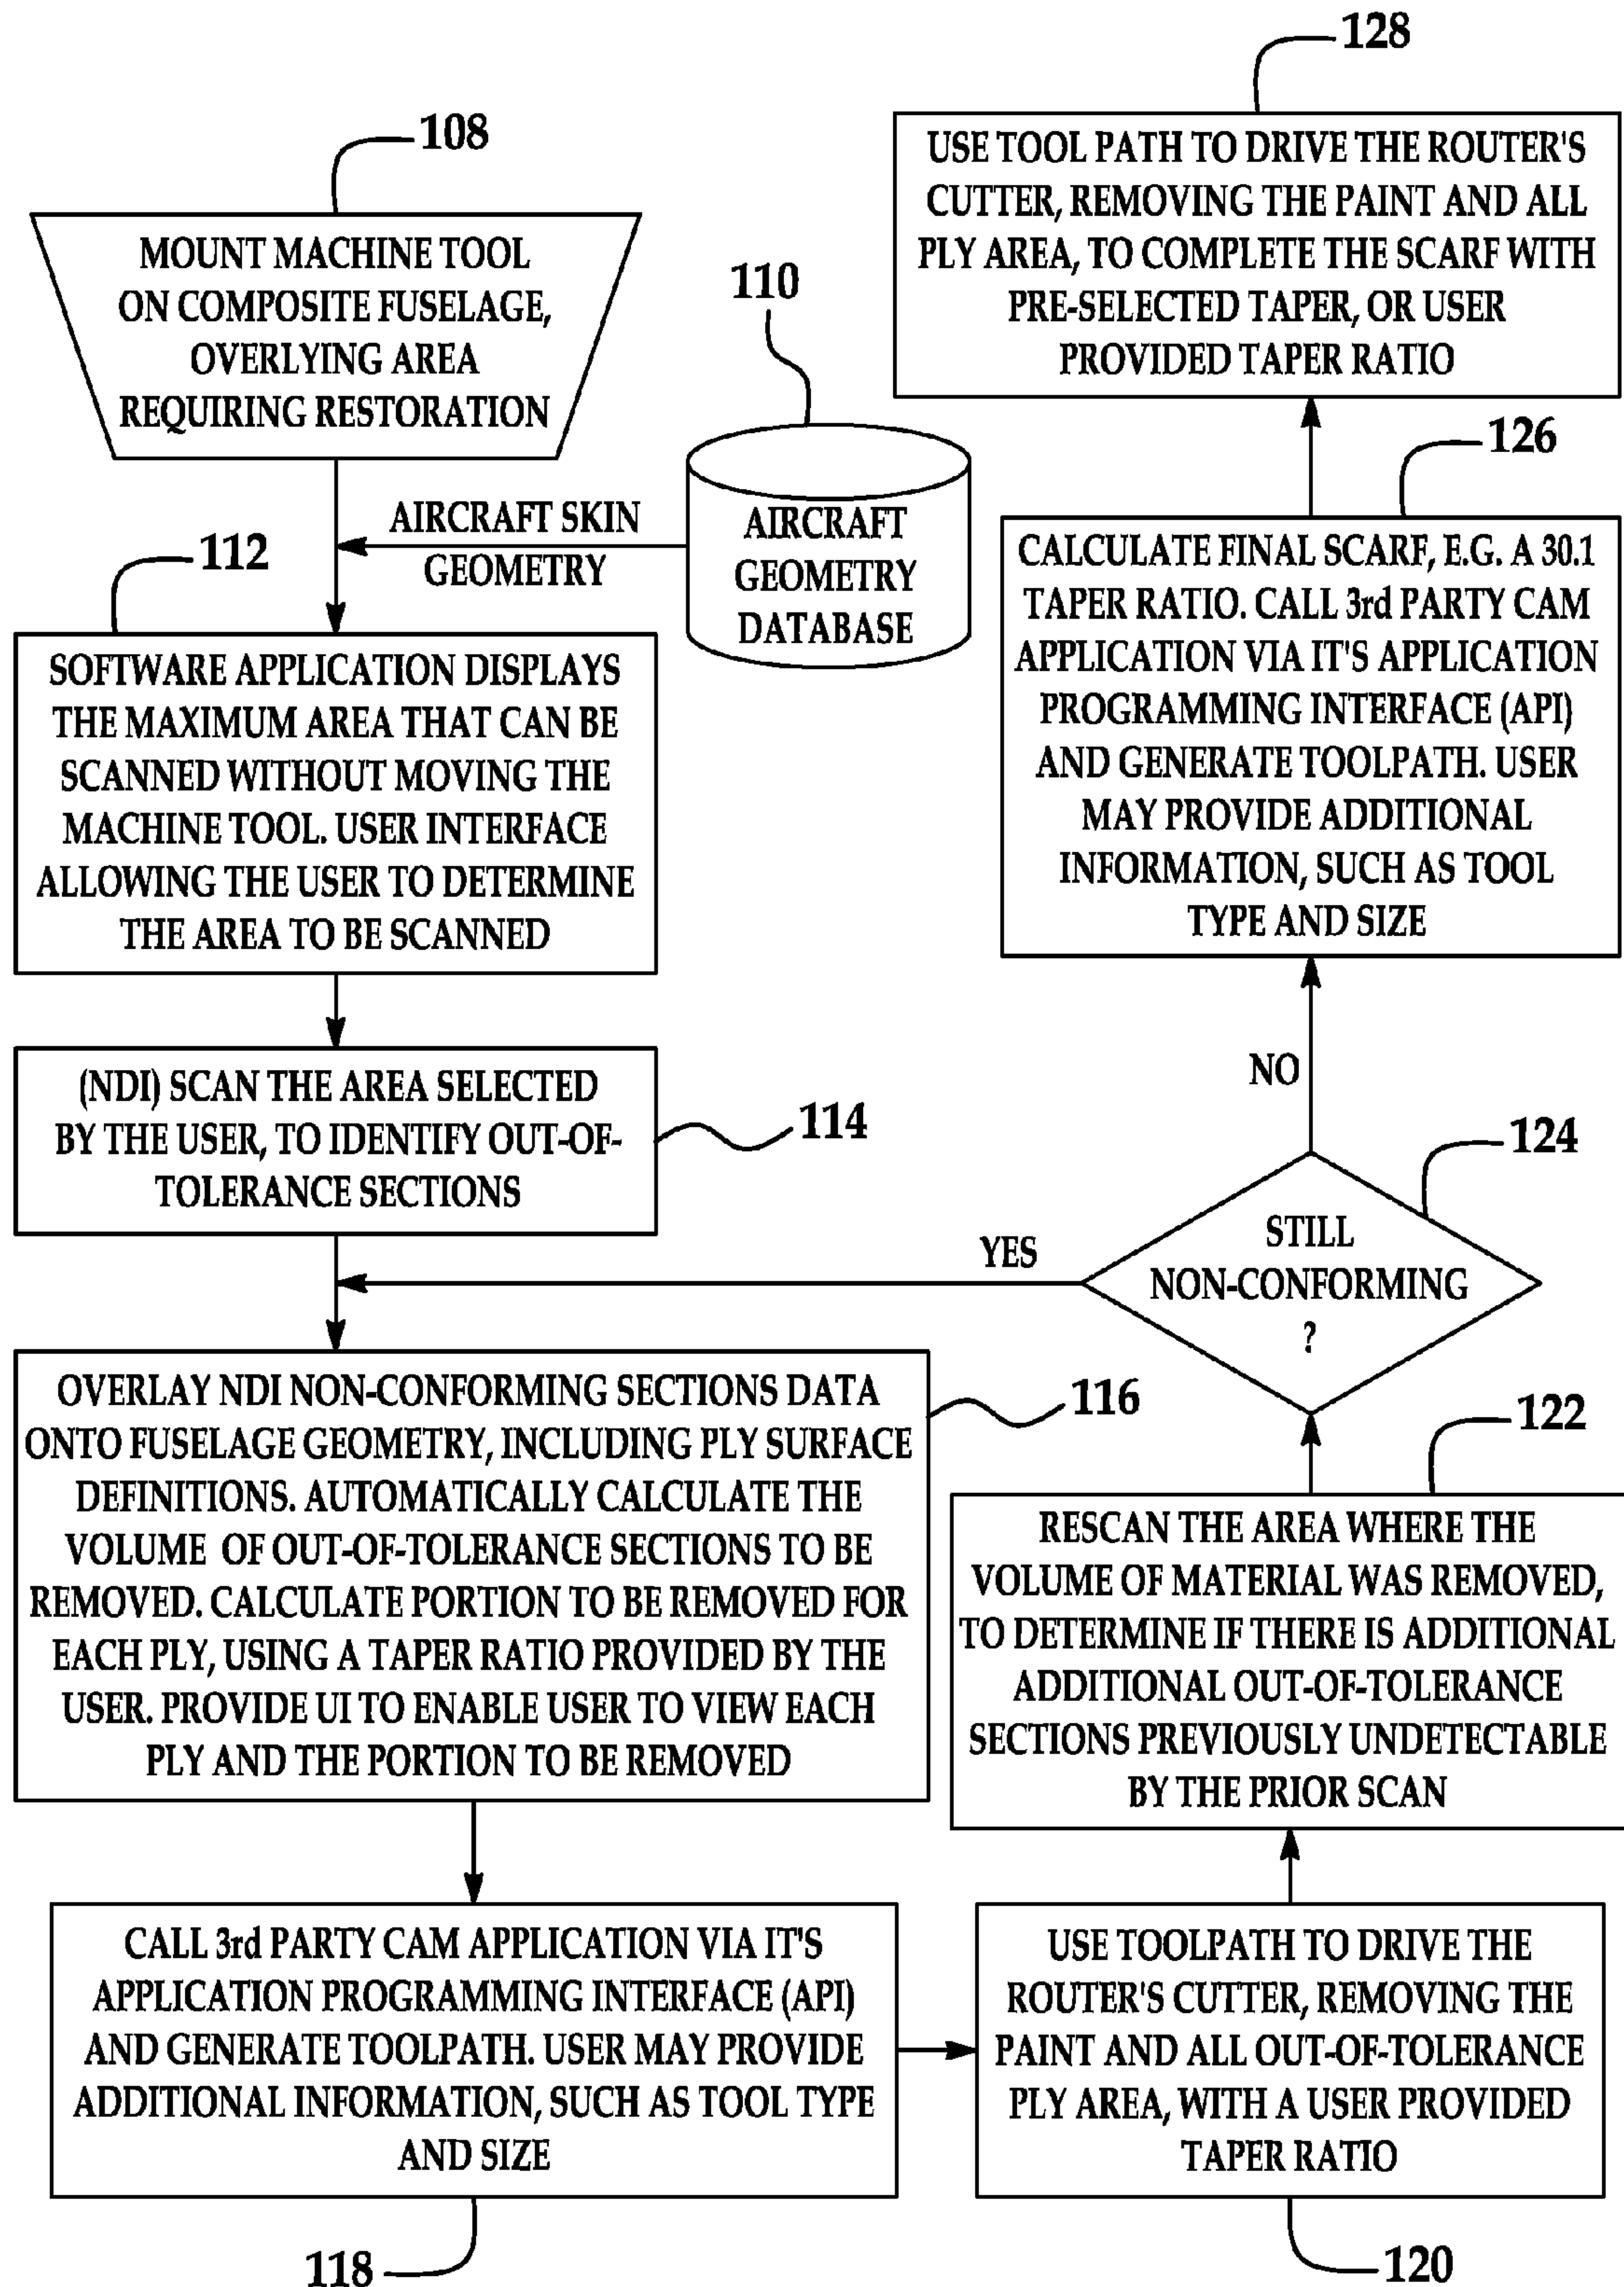 108
MOUNT MACHINE TOOL
ON COMPOSITE FUSELAGE,
OVERLYING AREA
REQUIRING RESTORATION
110
AIRCRAFT
GEOMETRY
DATABASE
AIRCRAFT SKIN
GEOMETRY
112
SOFTWARE APPLICATION DISPLAYS
THE MAXIMUM AREA THAT CAN BE
SCANNED WITHOUT MOVING THE
MACHINE TOOL. USER INTERFACE
ALLOWING THE USER TO DETERMINE
THE AREA TO BE SCANNED
(NDI) SCAN THE AREA SELECTED
BY THE USER, TO IDENTIFY OUT-OF-
TOLERANCE SECTIONS
114
OVERLAY NDI NON-CONFORMING SECTIONS DATA
ONTO FUSELAGE GEOMETRY, INCLUDING PLY SURFACE
DEFINITIONS. AUTOMATICALLY CALCULATE THE
VOLUME OF OUT-OF-TOLERANCE SECTIONS TO BE
REMOVED. CALCULATE PORTION TO BE REMOVED FOR
EACH PLY, USING A TAPER RATIO PROVIDED BY THE
USER. PROVIDE UI TO ENABLE USER TO VIEW EACH
PLY AND THE PORTION TO BE REMOVED
116
CALL 3rd PARTY CAM APPLICATION VIA IT'S
APPLICATION PROGRAMMING INTERFACE (API)
AND GENERATE TOOLPATH. USER MAY PROVIDE
ADDITIONAL INFORMATION, SUCH AS TOOL TYPE
AND SIZE
118
USE TOOLPATH TO DRIVE THE
ROUTER'S CUTTER, REMOVING THE
PAINT AND ALL OUT-OF-TOLERANCE
PLY AREA, WITH A USER PROVIDED
TAPER RATIO
120
122
RESCAN THE AREA WHERE THE
VOLUME OF MATERIAL WAS REMOVED,
TO DETERMINE IF THERE IS ADDITIONAL
ADDITIONAL OUT-OF-TOLERANCE
SECTIONS PREVIOUSLY UNDETECTABLE
BY THE PRIOR SCAN
124
STILL
NON-CONFORMING
?
YES
NO
126
CALCULATE FINAL SCARF, E.G. A 30.1
TAPER RATIO. CALL 3rd PARTY CAM
APPLICATION VIA IT'S APPLICATION
PROGRAMMING INTERFACE (API)
AND GENERATE TOOLPATH. USER
MAY PROVIDE ADDITIONAL
INFORMATION, SUCH AS TOOL
TYPE AND SIZE
128
USE TOOL PATH TO DRIVE THE ROUTER'S
CUTTER, REMOVING THE PAINT AND ALL
PLY AREA, TO COMPLETE THE SCARF WITH
PRE-SELECTED TAPER, OR USER
PROVIDED TAPER RATIO